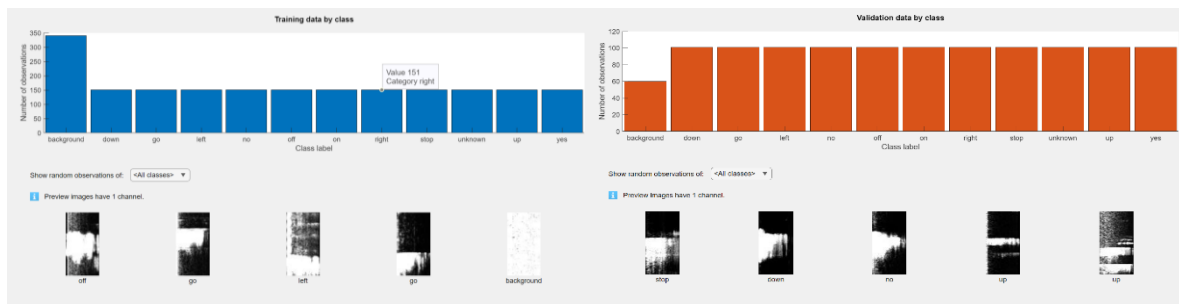 Training data by class
Number of observations
350
300
250
200
150
100
50
0
Value 151
Category right
background down go left no off on right stop unknown up yes
Class label
Show random observations of: <All classes>
Preview images have 1 channel.
off go left go background
Validation data by class
Number of observations
120
100
80
60
40
20
0
background down go left no off on right stop unknown up yes
Class label
Show random observations of: <All classes>
Preview images have 1 channel.
stop down no up up